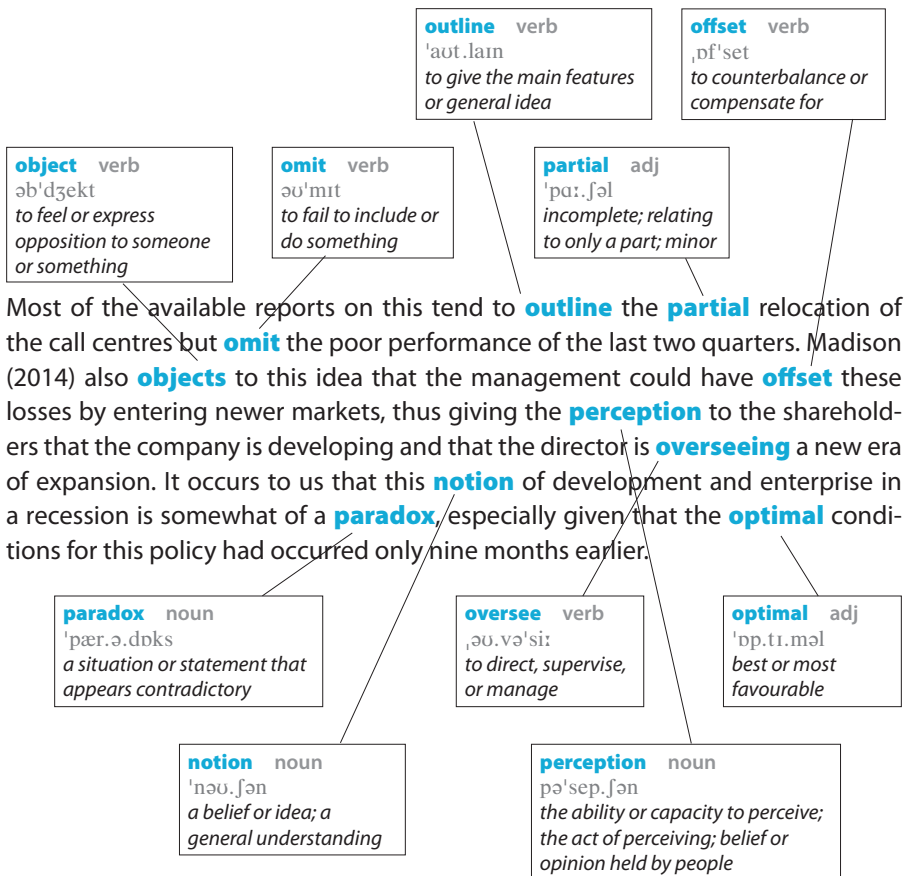 outline verb
ˈaʊt.laɪn
to give the main features
or general idea
offset verb
ˌɒfˈset
to counterbalance or
compensate for
object verb
əbˈdʒekt
to feel or express
opposition to someone
or something
omit verb
əʊˈmɪt
to fail to include or
do something
partial adj
ˈpɑː.ʃəl
incomplete; relating
to only a part; minor
Most of the available reports on this tend to outline the partial relocation of
the call centres but omit the poor performance of the last two quarters. Madison
(2014) also objects to this idea that the management could have offset these
losses by entering newer markets, thus giving the perception to the sharehold-
ers that the company is developing and that the director is overseeing a new era
of expansion. It occurs to us that this notion of development and enterprise in
a recession is somewhat of a paradox, especially given that the optimal condi-
tions for this policy had occurred only nine months earlier.
paradox noun
ˈpær.ə.dɒks
a situation or statement that
appears contradictory
oversee verb
ˌəʊ.vəˈsiː
to direct, supervise,
or manage
optimal adj
ˈɒp.tɪ.məl
best or most
favourable
notion noun
ˈnəʊ.ʃən
a belief or idea; a
general understanding
perception noun
pəˈsep.ʃən
the ability or capacity to perceive;
the act of perceiving; belief or
opinion held by people